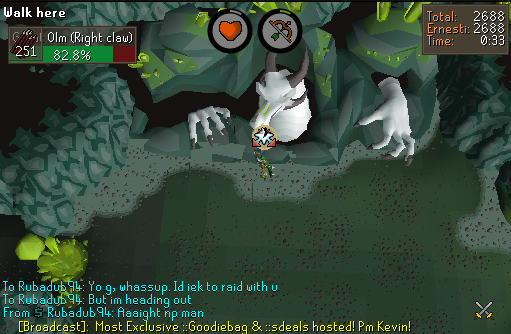 Walk here
Olm (Right claw)
251
82.8%
Total: 2688
Ernesti: 2688
Time: 0:33
To Rubadub94: Yo g, whassup. Id iek to raid with u
To Rubadub94: But im heading out
From Rubadub94: Aaaight np man
[Broadcast]: Most Exclusive ::Goodiebag & ::sdeals hosted! Pm Kevin!